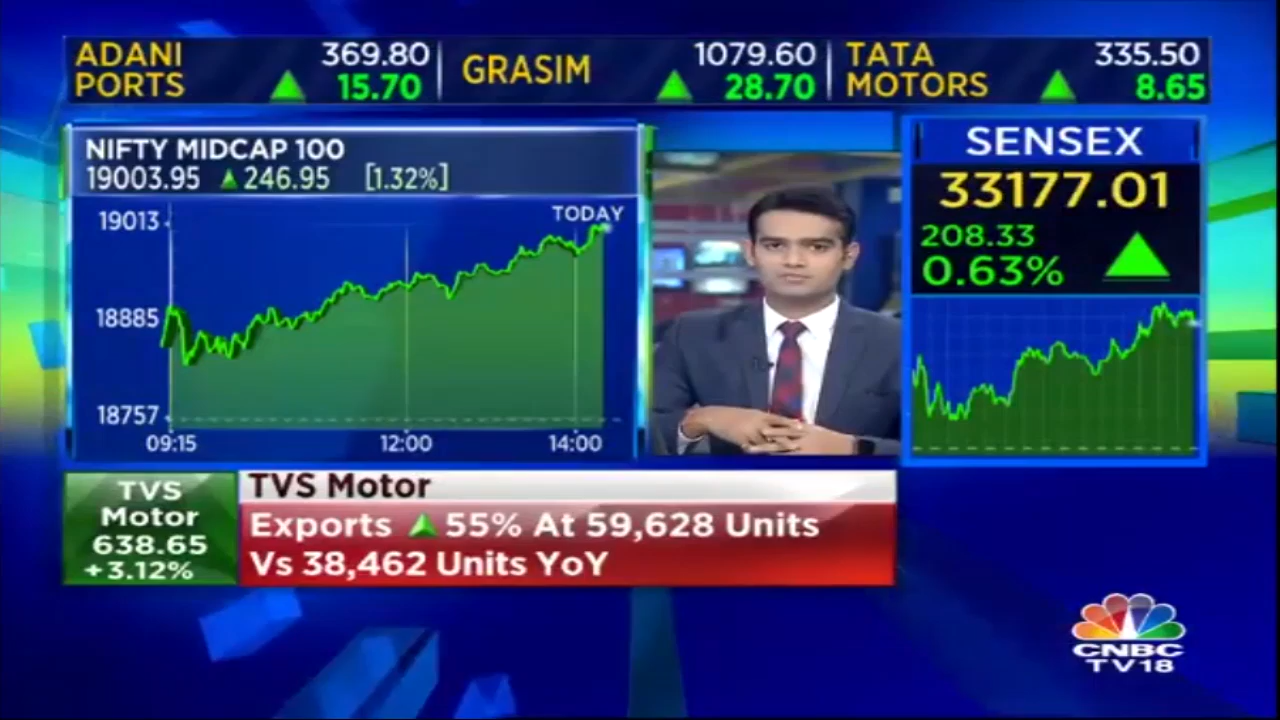 ADANI PORTS 369.80 ▲ 15.70
GRASIM 1079.60 ▲ 28.70
TATA MOTORS 335.50 ▲ 8.65
NIFTY MIDCAP 100
19003.95 ▲ 246.95 [1.32%]
TODAY
19013
18885
18757
09:15 12:00 14:00
SENSEX
33177.01
208.33
0.63%
TVS
Motor
638.65
+3.12%
TVS Motor
Exports ▲ 55% At 59,628 Units
Vs 38,462 Units YoY
CNBC
TV18